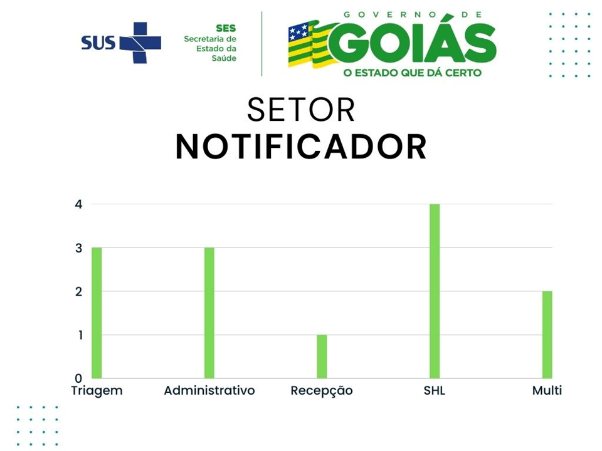 SUS
SES
Secretaria de
Estado da
Saúde
GOVERNO DE
GOIÁS
O ESTADO QUE DÁ CERTO
SETOR
NOTIFICADOR
4
3
2
1
0
Triagem Administrativo Recepção SHL Multi